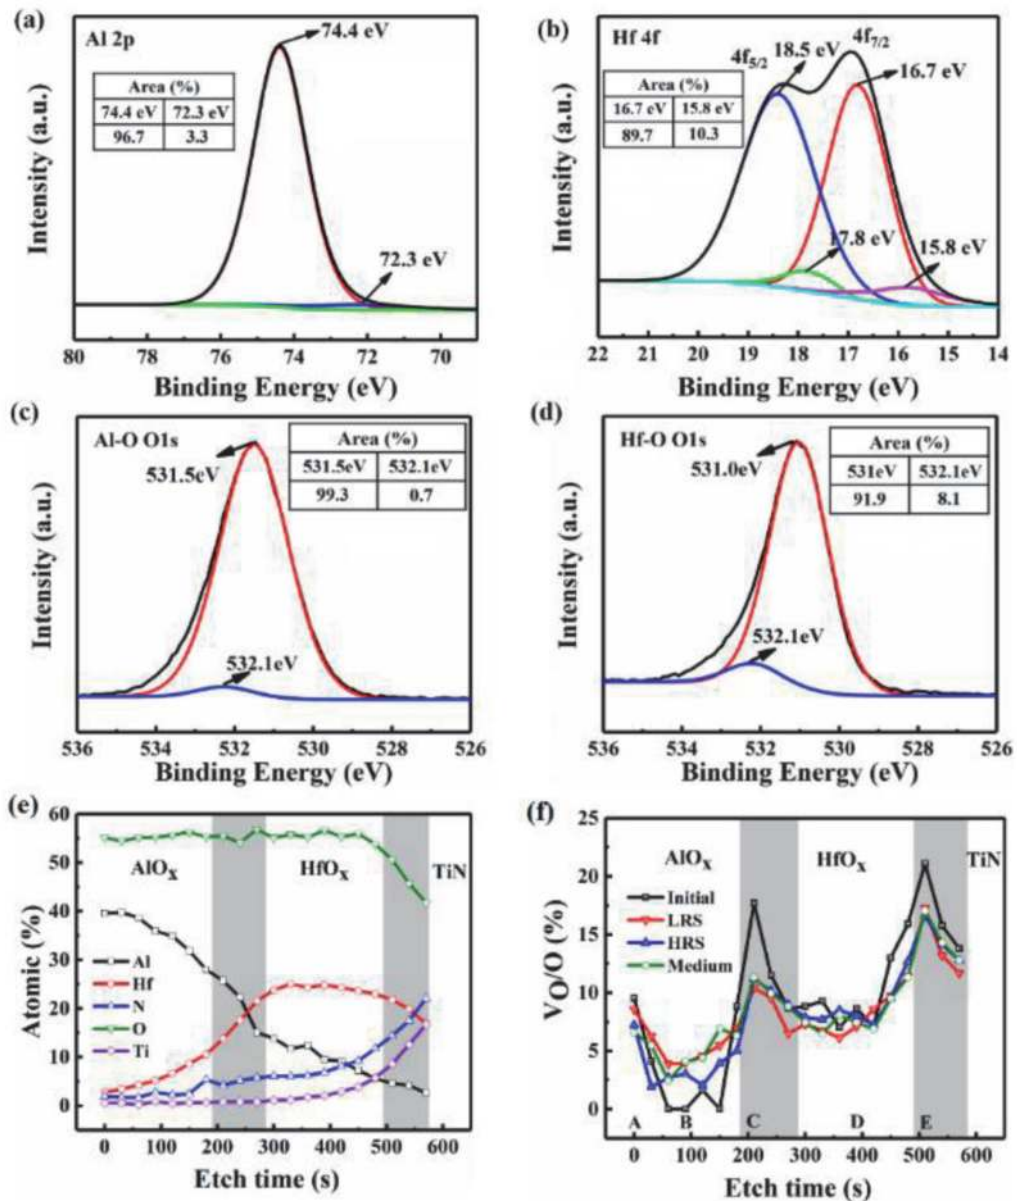 (a)
Al 2p
74.4 eV
Area (%)
74.4 eV 72.3 eV
96.7 3.3
72.3 eV
Intensity (a.u.)
80 78 76 74 72 70
Binding Energy (eV)
(b)
Hf 4f
4f5/2
18.5 eV
4f7/2
16.7 eV
Area (%)
16.7 eV 15.8 eV
89.7 10.3
17.8 eV
15.8 eV
Intensity (a.u.)
22 21 20 19 18 17 16 15 14
Binding Energy (eV)
(c)
Al-O O1s
531.5eV
Area (%)
531.5eV 532.1eV
99.3 0.7
532.1eV
Intensity (a.u.)
536 534 532 530 528 526
Binding Energy (eV)
(d)
Hf-O O1s
531.0eV
Area (%)
531eV 532.1eV
91.9 8.1
532.1eV
Intensity (a.u.)
536 534 532 530 528 526
Binding Energy (eV)
(e)
60
50
40
30
20
10
0
AlOX
HfOX
TiN
Al
Hf
N
O
Ti
Atomic (%)
0 100 200 300 400 500 600
Etch time (s)
(f)
25
20
15
10
5
0
AlOX
HfOX
TiN
Initial
LRS
HRS
Medium
VO/O (%)
A B C D E
0 100 200 300 400 500 600
Etch time (s)